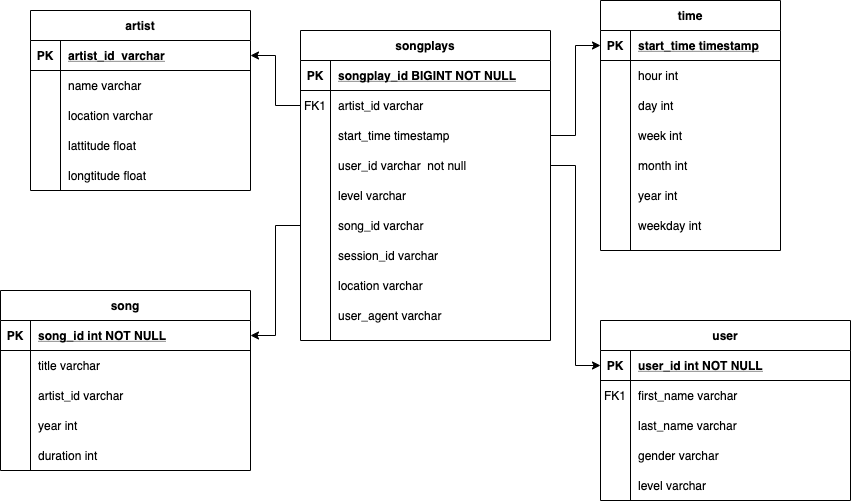 artist
PK artist_id varchar
name varchar
location varchar
lattitude float
longtitude float
songplays
PK songplay_id BIGINT NOT NULL
FK1 artist_id varchar
start_time timestamp
user_id varchar  not null
level varchar
song_id varchar
session_id varchar
location varchar
user_agent varchar
time
PK start_time timestamp
hour int
day int
week int
month int
year int
weekday int
song
PK song_id int NOT NULL
title varchar
artist_id varchar
year int
duration int
user
PK user_id int NOT NULL
FK1 first_name varchar
last_name varchar
gender varchar
level varchar